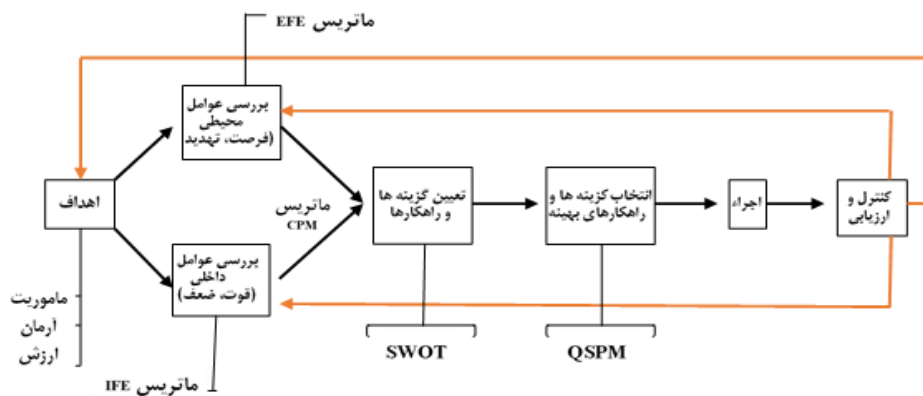 ماتریس EFE
بررسی عوامل
محیطی
(فرصت، تهدید)
اهداف
ماموریت
آرمان
ارزش
ماتریس
CPM
بررسی عوامل
داخلی
(قوت، ضعف)
ماتریس IFE
تعیین گزینه ها
و راهکارها
SWOT
انتخاب گزینه ها و
راهکارهای بهینه
QSPM
اجراء
کنترل و
ارزیابی